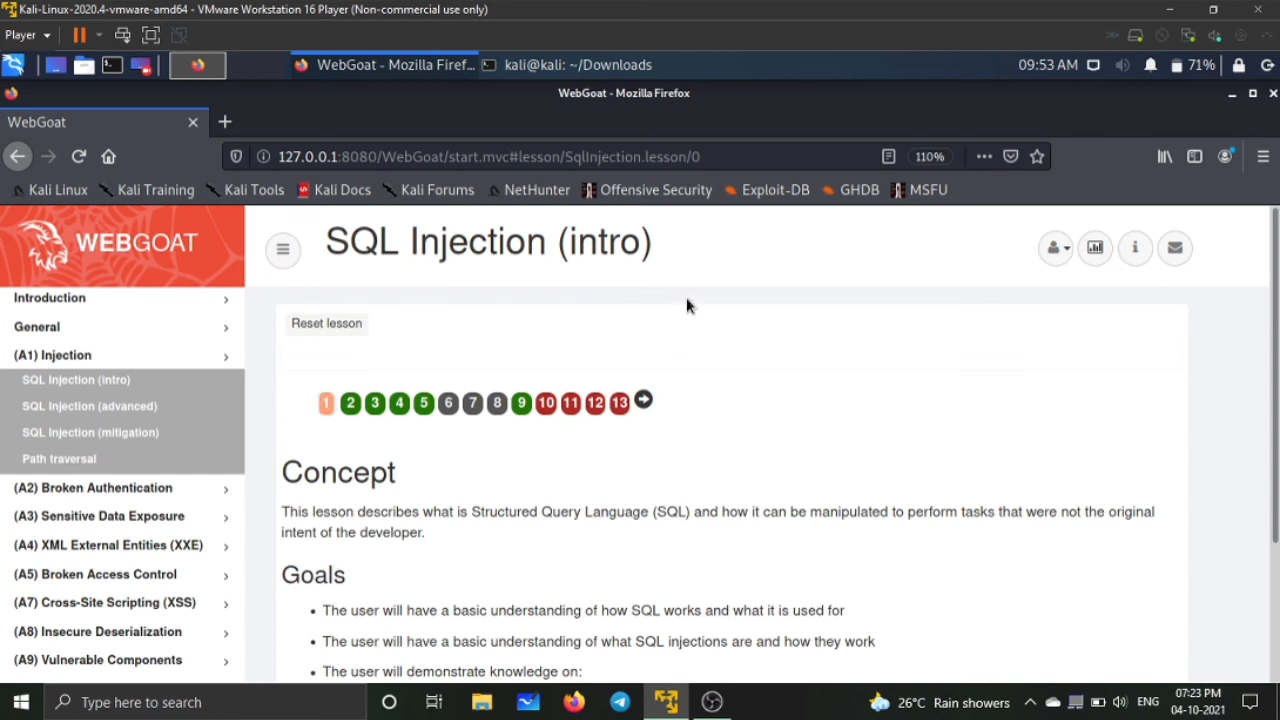 Kali-Linux-2020.4-vmware-amd64 - VMware Workstation 16 Player (Non-commercial use only)
Player
WebGoat - Mozilla Firef...
kali@kali: ~/Downloads
09:53 AM
71%
WebGoat - Mozilla Firefox
WebGoat
127.0.0.1:8080/WebGoat/start.mvc#lesson/SqlInjection.lesson/0
110%
Kali Linux
Kali Training
Kali Tools
Kali Docs
Kali Forums
NetHunter
Offensive Security
Exploit-DB
GHDB
MSFU
WEBGOAT
SQL Injection (intro)
Introduction
General
(A1) Injection
SQL Injection (intro)
SQL Injection (advanced)
SQL Injection (mitigation)
Path traversal
(A2) Broken Authentication
(A3) Sensitive Data Exposure
(A4) XML External Entities (XXE)
(A5) Broken Access Control
(A7) Cross-Site Scripting (XSS)
(A8) Insecure Deserialization
(A9) Vulnerable Components
Reset lesson
1 2 3 4 5 6 7 8 9 10 11 12 13
Concept
This lesson describes what is Structured Query Language (SQL) and how it can be manipulated to perform tasks that were not the original
intent of the developer.
Goals
• The user will have a basic understanding of how SQL works and what it is used for
• The user will have a basic understanding of what SQL injections are and how they work
• The user will demonstrate knowledge on:
Type here to search
26°C Rain showers
ENG
07:23 PM
04-10-2021